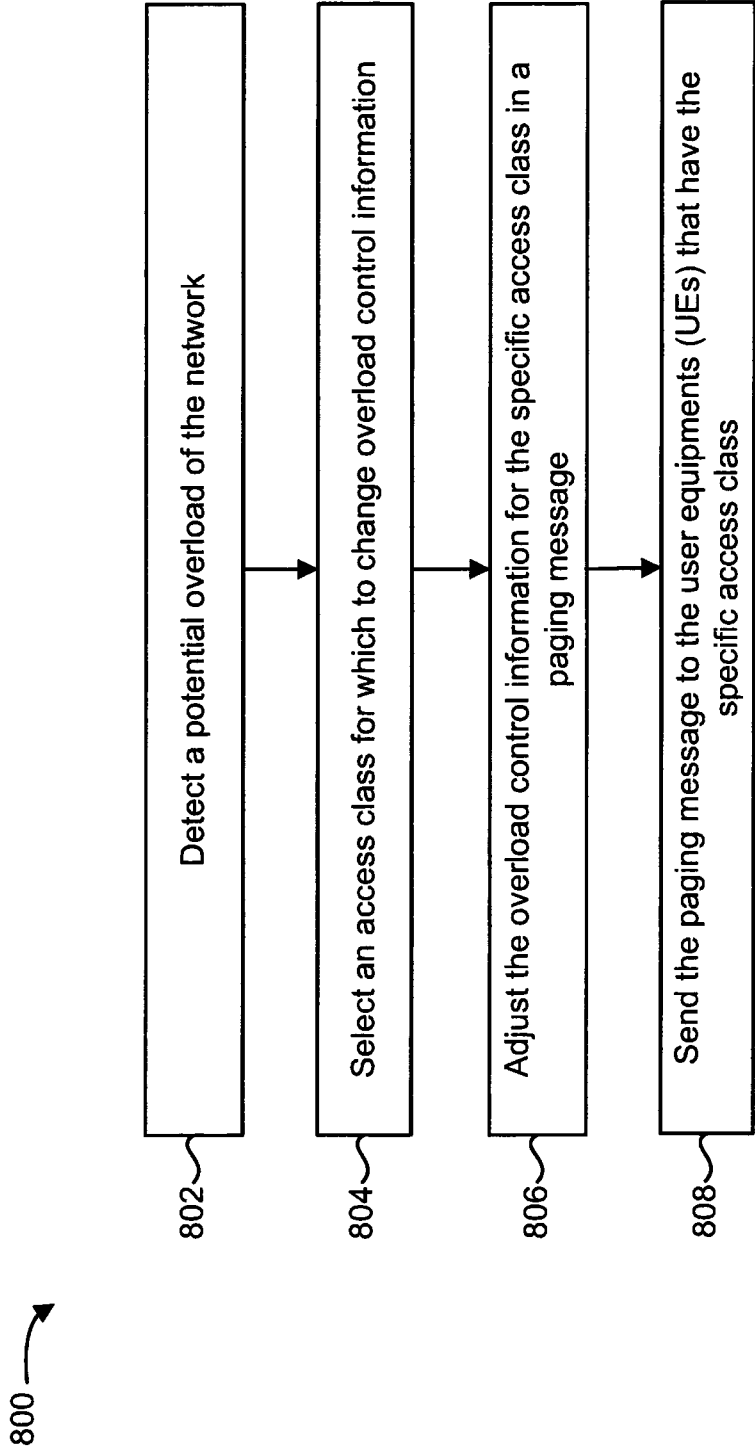 800
802
Detect a potential overload of the network
804
Select an access class for which to change overload control information
806
Adjust the overload control information for the specific access class in a
paging message
808
Send the paging message to the user equipments (UEs) that have the
specific access class